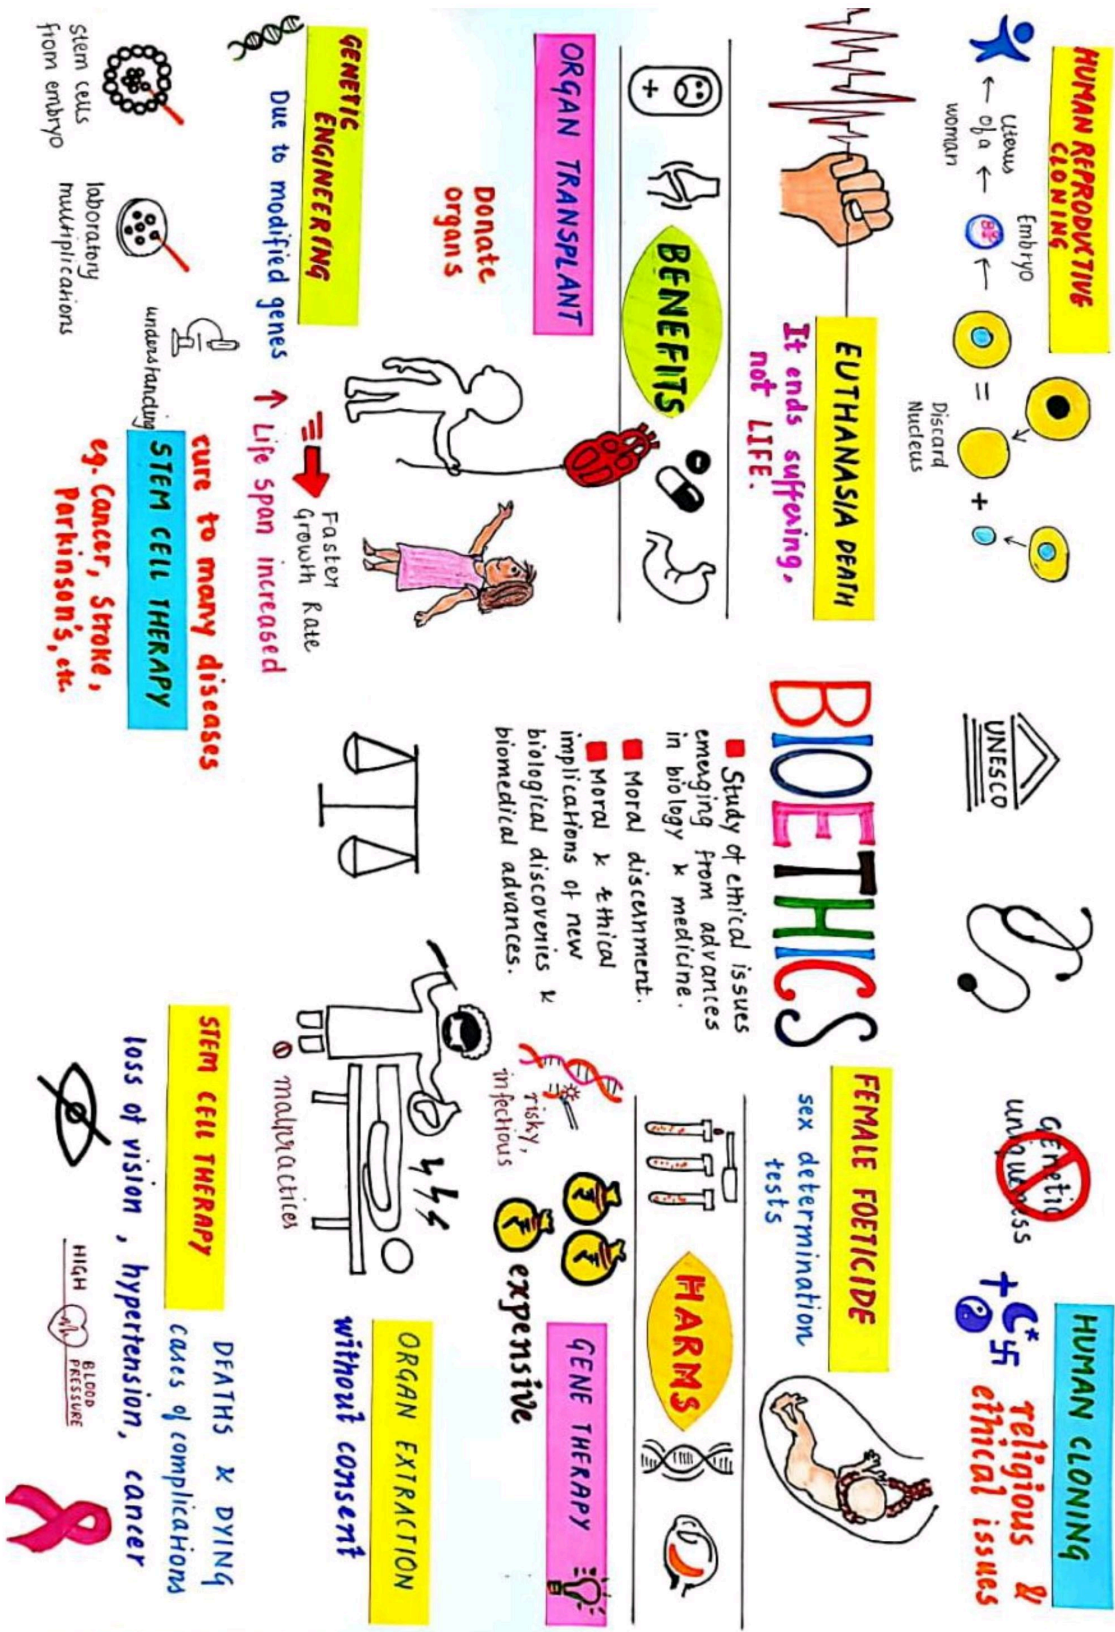 HUMAN REPRODUCTIVE
CLONING
Discard
Nucleus
Embryo
Uterus
of a
woman
EUTHANASIA DEATH
It ends suffering,
not LIFE.
BENEFITS
ORGAN TRANSPLANT
Donate
organs
GENETIC
ENGINEERING
Due to modified genes
Faster
Growth Rate
Life span increased
stem cells
from embryo
laboratory
multiplications
understanding
cure to many diseases
STEM CELL THERAPY
eg. Cancer, Stroke,
Parkinson's, etc.
UNESCO
BIOETHICS
Study of ethical issues
emerging from advances
in biology & medicine.
Moral discernment.
Moral & Ethical
implications of new
biological discoveries &
biomedical advances.
HUMAN CLONING
Genetic
uniqueness
religious &
ethical issues
FEMALE FOETICIDE
sex determination
tests
HARMS
GENE THERAPY
risky,
infectious
expensive
ORGAN EXTRACTION
without consent
malpractices
STEM CELL THERAPY
DEATHS & DYING
cases of complications
loss of vision, hypertension, cancer
HIGH
BLOOD
PRESSURE